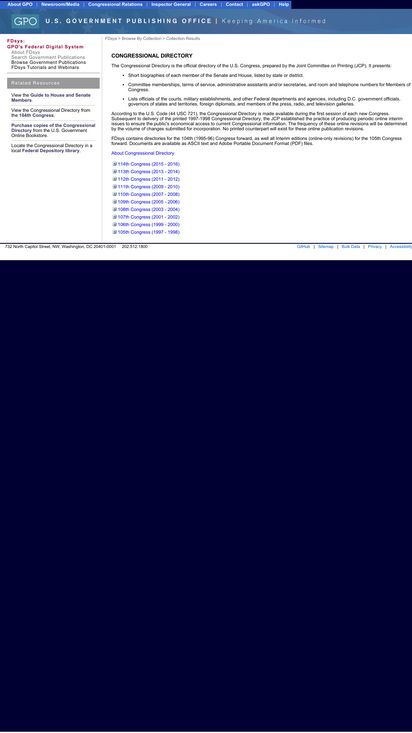 About GPO | Newsroom/Media | Congressional Relations | Inspector General | Careers | Contact | askGPO | Help
GPO U.S. GOVERNMENT PUBLISHING OFFICE | Keeping America Informed
FDsys:
GPO's Federal Digital System
About FDsys
Search Government Publications
Browse Government Publications
FDsys Tutorials and Webinars
Related Resources
View the Guide to House and Senate
Members.
View the Congressional Directory from
the 104th Congress.
Purchase copies of the Congressional
Directory from the U.S. Government
Online Bookstore.
Locate the Congressional Directory in a
local Federal Depository library.
FDsys > Browse By Collection > Collection Results
CONGRESSIONAL DIRECTORY
The Congressional Directory is the official directory of the U.S. Congress, prepared by the Joint Committee on Printing (JCP). It presents:
• Short biographies of each member of the Senate and House, listed by state or district.
• Committee memberships, terms of service, administrative assistants and/or secretaries, and room and telephone numbers for Members of
Congress.
• Lists officials of the courts, military establishments, and other Federal departments and agencies, including D.C. government officials,
governors of states and territories, foreign diplomats, and members of the press, radio, and television galleries.
According to the U.S. Code (44 USC 721), the Congressional Directory is made available during the first session of each new Congress.
Subsequent to delivery of the printed 1997-1998 Congressional Directory, the JCP established the practice of producing periodic online interim
issues to ensure the public's economical access to current Congressional information. The frequency of these online revisions will be determined
by the volume of changes submitted for incorporation. No printed counterpart will exist for these online publication revisions.
FDsys contains directories for the 104th (1995-96) Congress forward, as well as Interim editions (online-only revisions) for the 105th Congress
forward. Documents are available as ASCII text and Adobe Portable Document Format (PDF) files.
About Congressional Directory
114th Congress (2015 - 2016)
113th Congress (2013 - 2014)
112th Congress (2011 - 2012)
111th Congress (2009 - 2010)
110th Congress (2007 - 2008)
109th Congress (2005 - 2006)
108th Congress (2003 - 2004)
107th Congress (2001 - 2002)
106th Congress (1999 - 2000)
105th Congress (1997 - 1998)
732 North Capitol Street, NW, Washington, DC 20401-0001 202.512.1800
GitHub | Sitemap | Bulk Data | Privacy | Accessibility